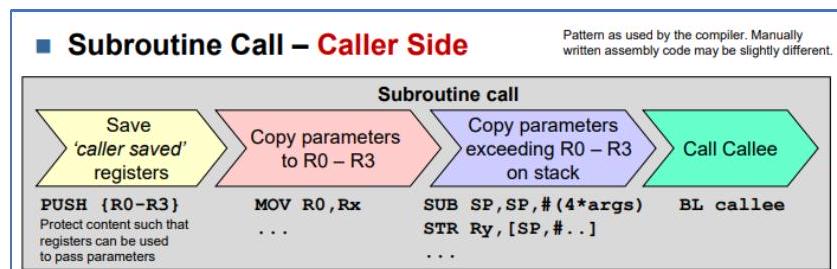 Subroutine Call – Caller Side
Pattern as used by the compiler. Manually
written assembly code may be slightly different.
Subroutine call
Save
'caller saved'
registers
Copy parameters
to R0 – R3
Copy parameters
exceeding R0 – R3
on stack
Call Callee
PUSH {R0-R3}
Protect content such that
registers can be used
to pass parameters
MOV R0,Rx
...
SUB SP,SP,#(4*args)
STR Ry,[SP,#..]
...
BL callee